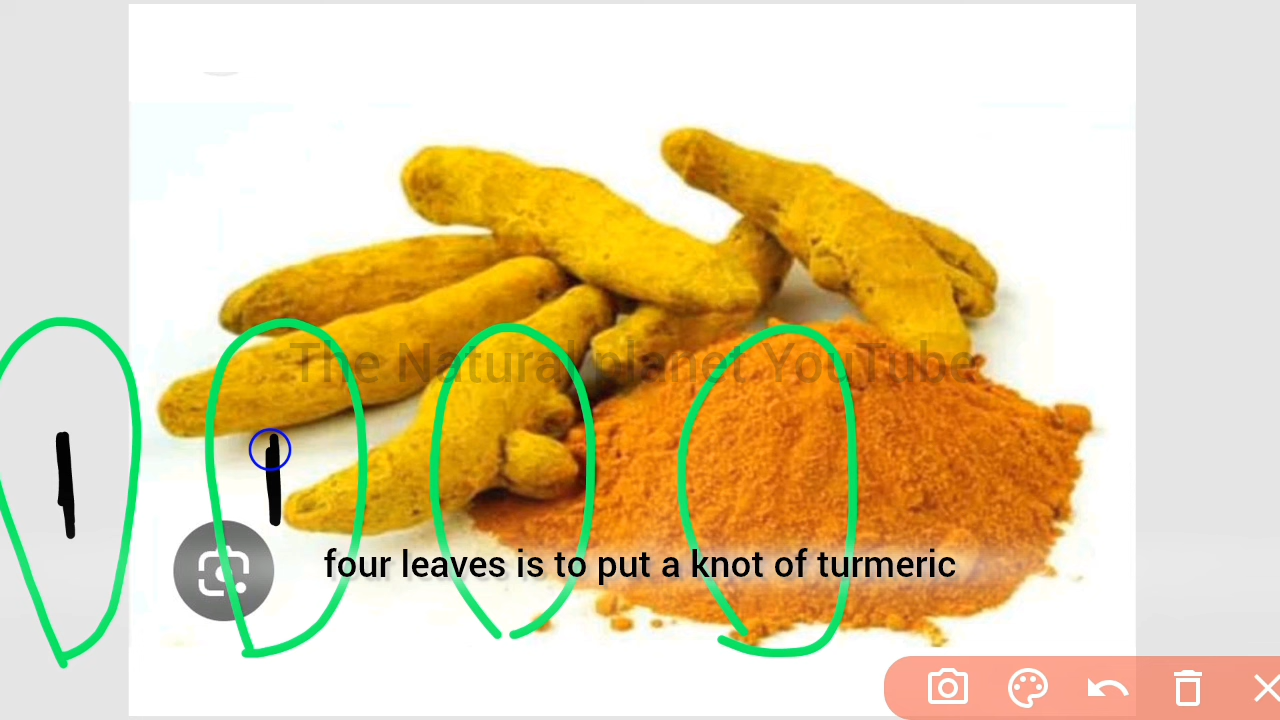 The Natural planet YouTube
four leaves is to put a knot of turmeric